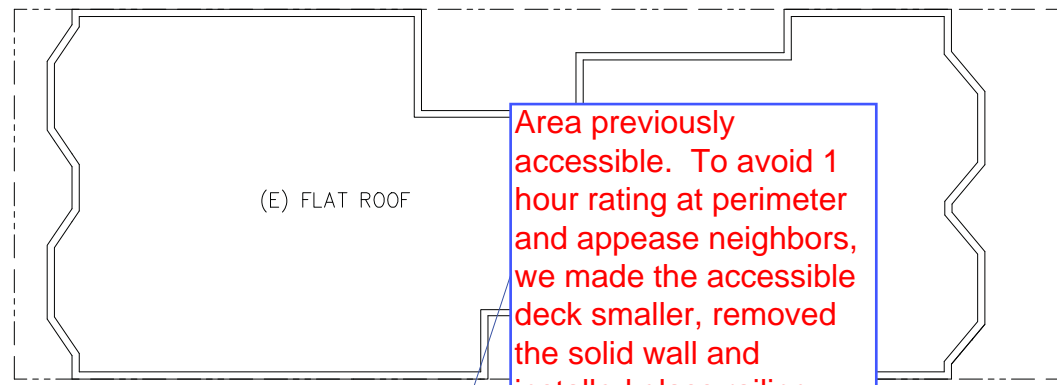 Area previously
accessible. To avoid 1
hour rating at perimeter
and appease neighbors,
we made the accessible
deck smaller, removed
the solid wall and
(E) FLAT ROOF